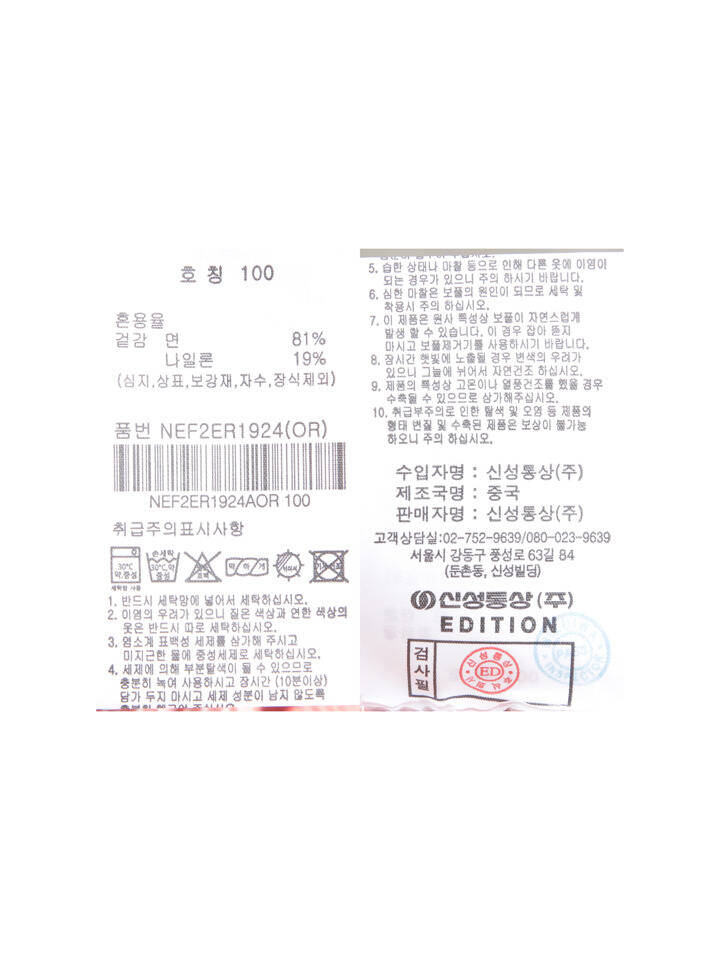 호 칭 100
혼용율
겉감 면 81%
나일론 19%
(심지,상표,보강재,자수,장식제외)
품번 NEF2ER1924(OR)
NEF2ER1924AOR 100
취급주의표시사항
손세탁
30℃
약,중성
30℃,약
중성
세탁망 사용
약 하 게
1. 반드시 세탁망에 넣어서 세탁하십시오.
2. 이염의 우려가 있으니 짙은 색상과 연한 색상의
옷은 반드시 따로 세탁하십시오.
3. 염소계 표백성 세제를 삼가해 주시고
미지근한 물에 중성세제로 세탁하십시오.
4. 세제에 의해 부분탈색이 될 수 있으므로
충분히 녹여 사용하시고 장시간 (10분이상)
담가 두지 마시고 세제 성분이 남지 않도록
충분히 헹구어 주십시오
5. 습한 상태나 마찰 등으로 인해 다른 옷에 이염이
되는 경우가 있으니 주의 하시기 바랍니다.
6. 심한 마찰은 보풀의 원인이 되므로 세탁 및
착용시 주의 하십시오.
7. 이 제품은 원사 특성상 보풀이 자연스럽게
발생 할 수 있습니다. 이 경우 잡아 뜯지
마시고 보풀제거기를 사용하시기 바랍니다.
8. 장시간 햇빛에 노출될 경우 변색의 우려가
있으니 그늘에 뉘어서 자연건조 하십시오.
9. 제품의 특성상 고온이나 열풍건조를 했을 경우
수축될 수 있으므로 삼가해주십시오.
10. 취급부주의로 인한 탈색 및 오염 등 제품의
형태 변질 및 수축된 제품은 보상이 불가능
하오니 주의 하십시오.
수입자명 : 신성통상(주)
제조국명 : 중국
판매자명 : 신성통상(주)
고객상담실:02-752-9639/080-023-9639
서울시 강동구 풍성로 63길 84
(둔촌동, 신성빌딩)
신성통상 (주)
EDITION
검사필
신성통상
ED